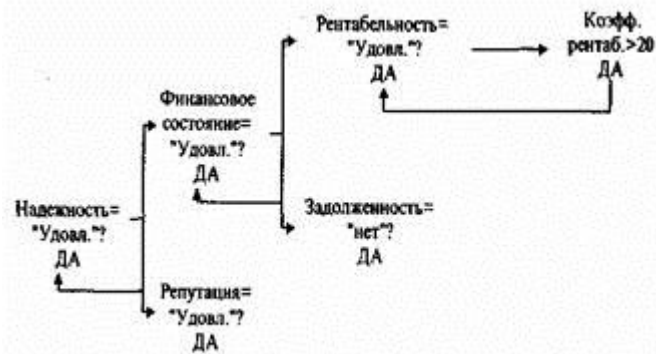 Рентабельность=
"Удовл."?
ДА
Коэфф.
рентаб.>20
ДА
Финансовое
состояние=
"Удовл."?
ДА
Надежность=
"Удовл."?
ДА
Задолженность=
"нет"?
ДА
Репутация=
"Удовл."?
ДА